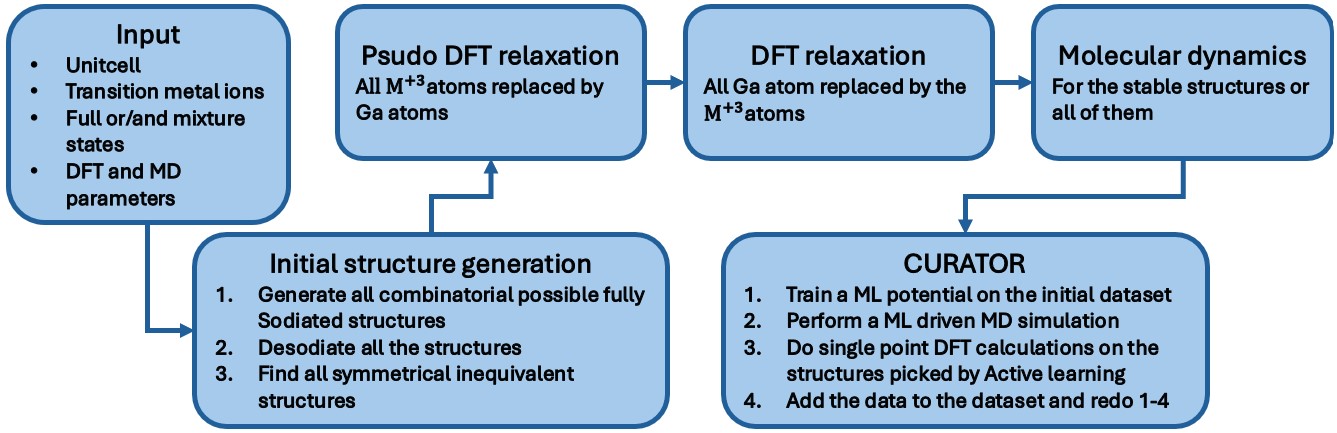 Input
• Unitcell
• Transition metal ions
• Full or/and mixture
states
• DFT and MD
parameters
Psudo DFT relaxation
All M⁺³ atoms replaced by
Ga atoms
DFT relaxation
All Ga atom replaced by the
M⁺³ atoms
Molecular dynamics
For the stable structures or
all of them
Initial structure generation
1. Generate all combinatorial possible fully
Sodiated structures
2. Desodiate all the structures
3. Find all symmetrical inequivalent
structures
CURATOR
1. Train a ML potential on the initial dataset
2. Perform a ML driven MD simulation
3. Do single point DFT calculations on the
structures picked by Active learning
4. Add the data to the dataset and redo 1-4